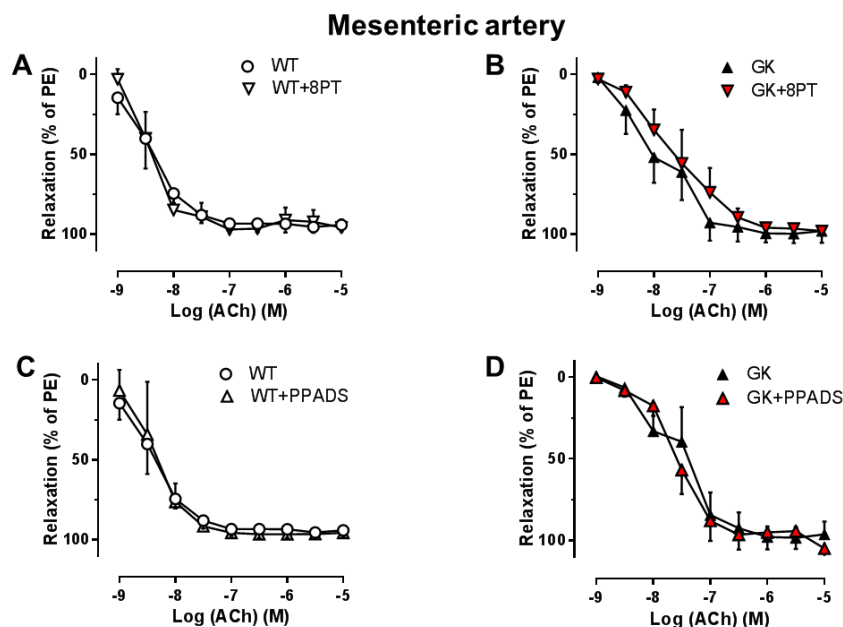 Mesenteric artery
A
WT
WT+8PT
Relaxation (% of PE)
0
50
100
-9 -8 -7 -6 -5
Log (ACh) (M)
B
GK
GK+8PT
Relaxation (% of PE)
0
50
100
-9 -8 -7 -6 -5
Log (ACh) (M)
C
WT
WT+PPADS
Relaxation (% of PE)
0
50
100
-9 -8 -7 -6 -5
Log (ACh) (M)
D
GK
GK+PPADS
Relaxation (% of PE)
0
50
100
-9 -8 -7 -6 -5
Log (ACh) (M)